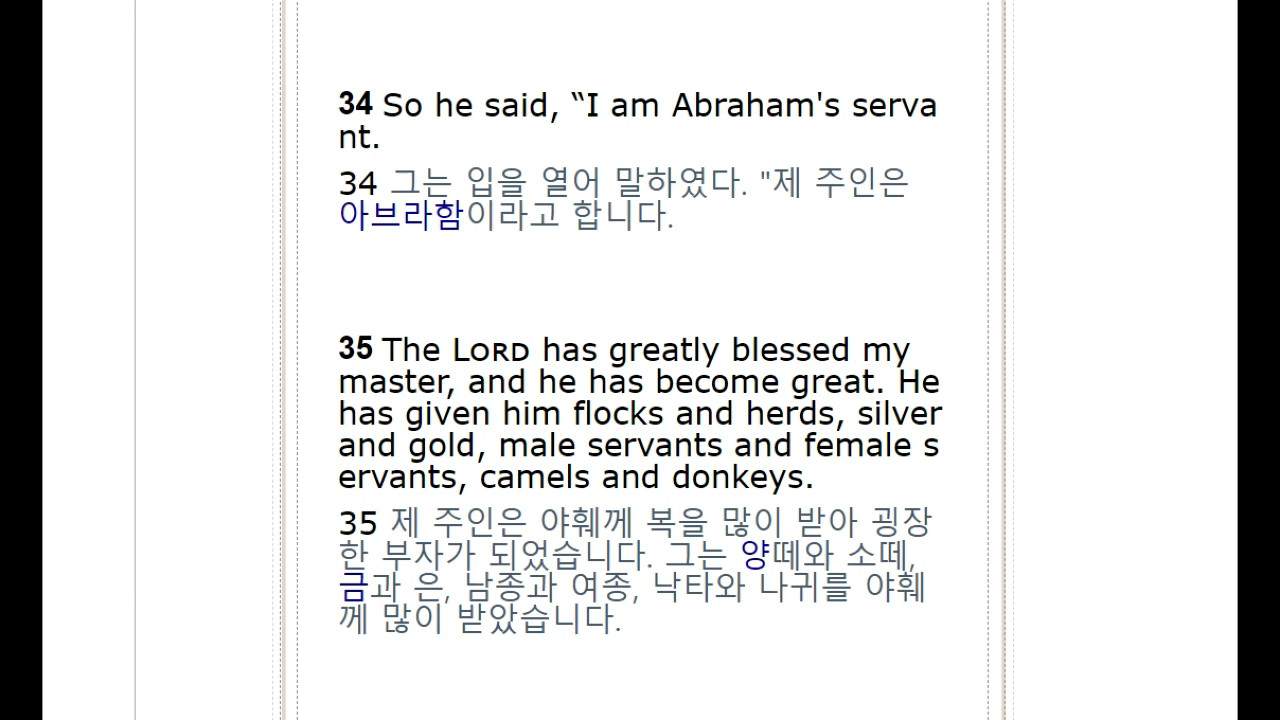 34 So he said, “I am Abraham's serva
nt.
34 그는 입을 열어 말하였다. "제 주인은
아브라함이라고 합니다.
35 The LORD has greatly blessed my
master, and he has become great. He
has given him flocks and herds, silver
and gold, male servants and female s
ervants, camels and donkeys.
35 제 주인은 야훼께 복을 많이 받아 굉장
한 부자가 되었습니다. 그는 양떼와 소떼,
금과 은, 남종과 여종, 낙타와 나귀를 야훼
께 많이 받았습니다.